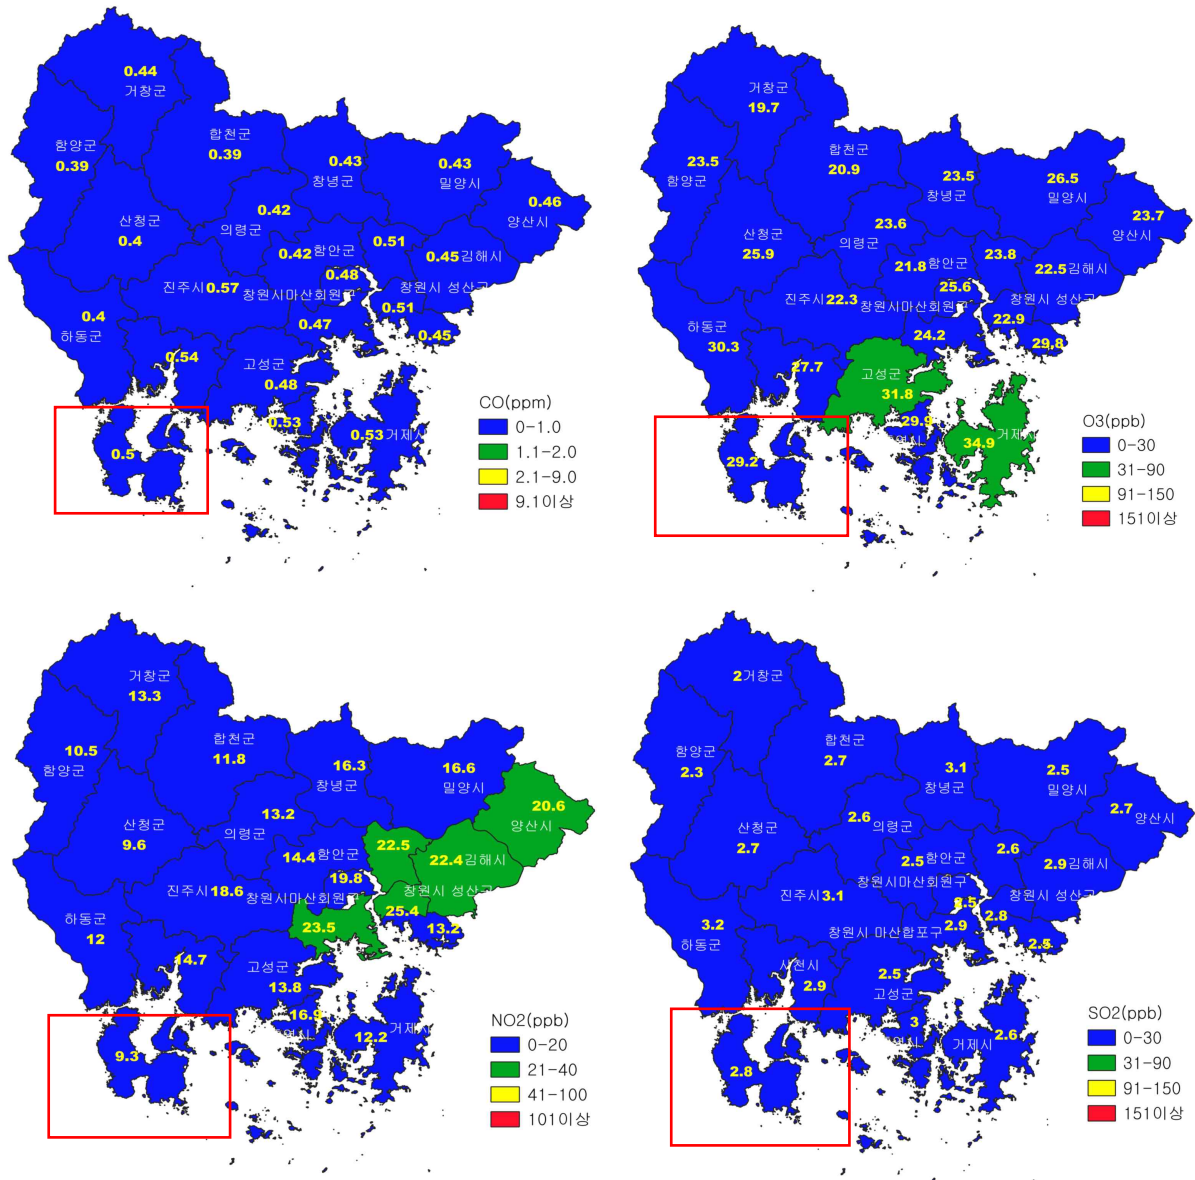 0.44
거창군
합천군
0.39
함양군
0.39
0.43
창녕군
0.43
밀양시
0.46
양산시
0.42
의령군
산청군
0.4
0.51
함안군
0.42
0.45김해시
0.48
진주시0.57
창원시마산회원구
창원시 성산구
0.51
0.47
0.45
0.4
하동군
0.54
고성군
0.48
0.53
0.53거제시
0.5
CO(ppm)
0-1.0
1.1-2.0
2.1-9.0
9.1이상
거창군
19.7
합천군
20.9
23.5
함양군
23.5
창녕군
26.5
밀양시
23.7
양산시
23.6
의령군
산청군
25.9
23.8
21.8함안군
22.5김해시
25.6
진주시22.3
창원시마산회원구
창원시 성산구
22.9
24.2
29.8
하동군
30.3
27.7
고성군
31.8
29.9
34.9
거제시
29.2
O3(ppb)
0-30
31-90
91-150
151이상
거창군
13.3
합천군
11.8
10.5
함양군
16.3
창녕군
16.6
밀양시
20.6
양산시
13.2
의령군
산청군
9.6
22.5
14.4함안군
22.4김해시
19.8
진주시18.6
창원시마산회원구
창원시 성산구
25.4
23.5
13.2
하동군
12
14.7
고성군
13.8
16.9
12.2
거제시
9.3
NO2(ppb)
0-20
21-40
41-100
101이상
2거창군
합천군
2.7
함양군
2.3
3.1
창녕군
2.5
밀양시
2.7
양산시
2.6
의령군
산청군
2.7
2.6
2.5함안군
2.9김해시
창원시마산회원구
진주시3.1
창원시 성산구
2.5
2.8
창원시 마산합포구
2.9
2.5
3.2
하동군
사천시
2.9
2.5
고성군
3
2.6
거제시
2.8
SO2(ppb)
0-30
31-90
91-150
151이상